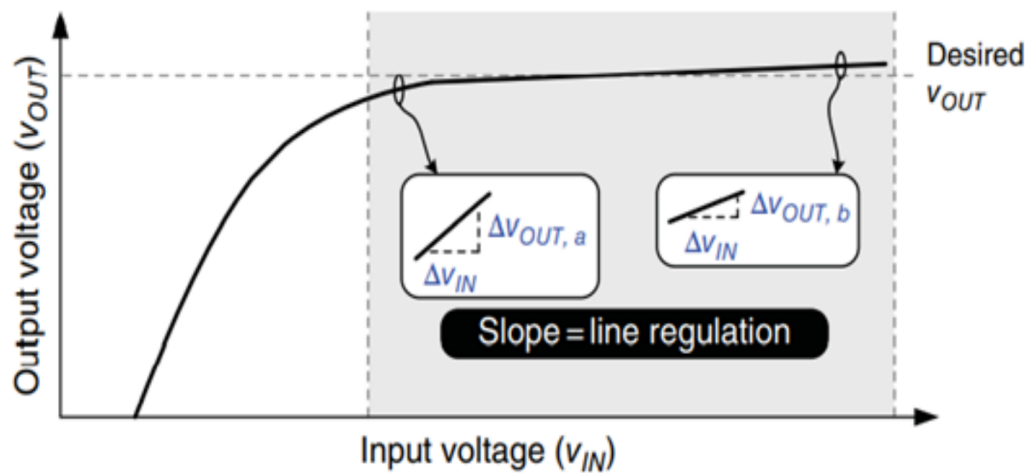 Output voltage (vOUT)
Desired
vOUT
ΔvOUT, a
ΔvIN
ΔvOUT, b
ΔvIN
Slope = line regulation
Input voltage (vIN)